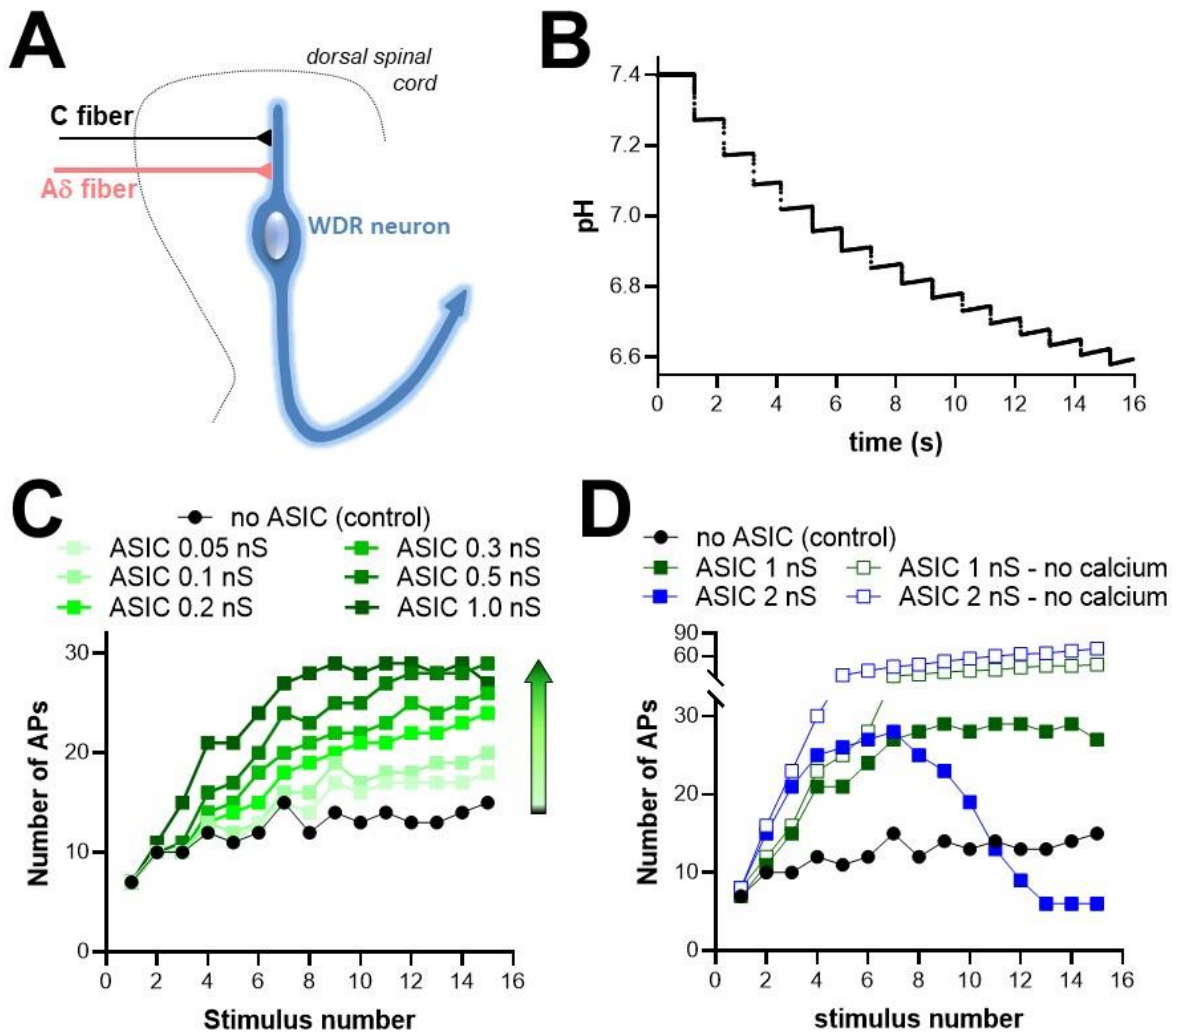 A
dorsal spinal
cord
C fiber
Aδ fiber
WDR neuron
B
7.4
7.2
7.0
6.8
6.6
pH
0 2 4 6 8 10 12 14 16
time (s)
C
no ASIC (control)
ASIC 0.05 nS ASIC 0.3 nS
ASIC 0.1 nS ASIC 0.5 nS
ASIC 0.2 nS ASIC 1.0 nS
30
20
10
0
Number of APs
0 2 4 6 8 10 12 14 16
Stimulus number
D
no ASIC (control)
ASIC 1 nS ASIC 1 nS - no calcium
ASIC 2 nS ASIC 2 nS - no calcium
90
60
30
20
10
0
Number of APs
0 2 4 6 8 10 12 14 16
stimulus number